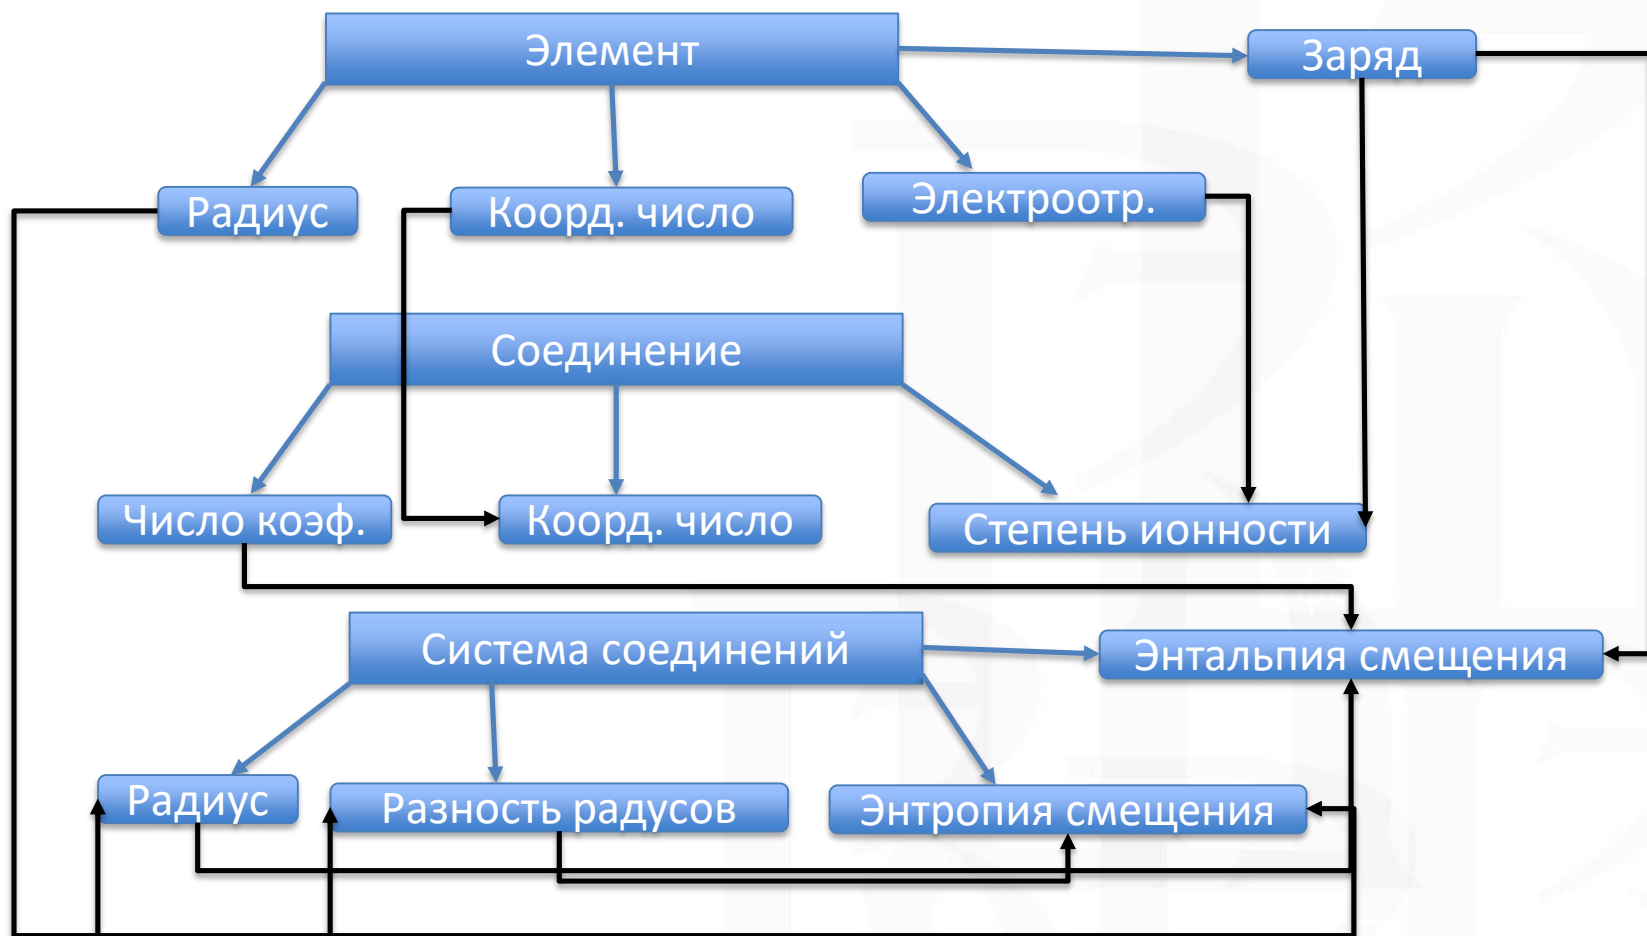 Элемент
Заряд
Радиус
Коорд. число
Электроотр.
Соединение
Число коэф.
Коорд. число
Степень ионности
Система соединений
Энтальпия смещения
Радиус
Разность радусов
Энтропия смещения